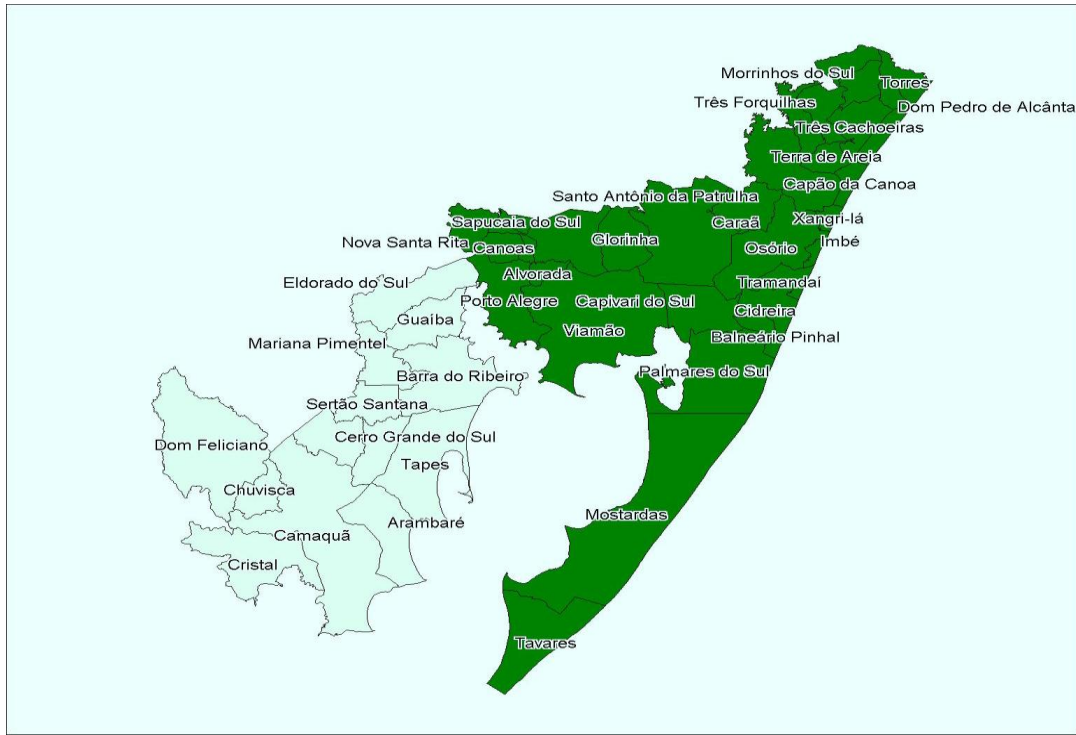 Morrinhos do Sul
Torres
Três Forquilhas
Dom Pedro de Alcânta
Três Cachoeiras
Terra de Areia
Capão da Canoa
Santo Antônio da Patrulha
Xangri-lá
Sapucaia do Sul
Caraã
Glorinha
Nova Santa Rita
Imbé
Canoas
Osório
Alvorada
Eldorado do Sul
Tramandaí
Porto Alegre
Capivari do Sul
Cidreira
Guaíba
Viamão
Balneário Pinhal
Mariana Pimentel
Palmares do Sul
Barra do Ribeiro
Sertão Santana
Cerro Grande do Sul
Dom Feliciano
Tapes
Chuvisca
Mostardas
Arambaré
Camaquã
Cristal
Tavares